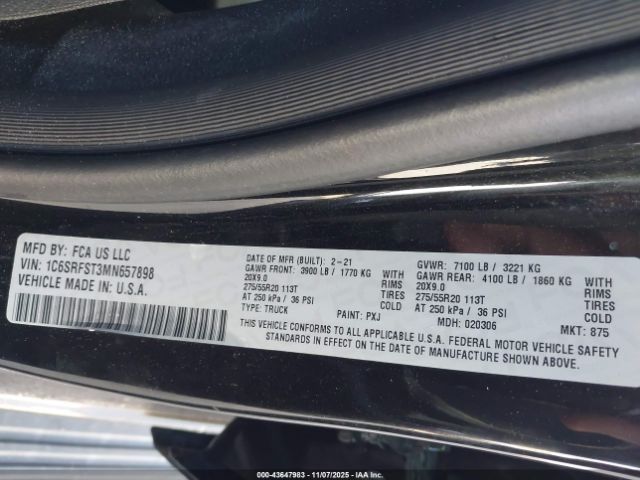 MFD BY: FCA US LLC
VIN: 1C6SRFST3MN657898
VEHICLE MADE IN: U.S.A.
DATE OF MFR (BUILT): 2-21
GAWR FRONT: 3900 LB / 1770 KG WITH
20X9.0 RIMS
275/55R20 113T TIRES
AT 250 kPa / 36 PSI COLD
TYPE: TRUCK PAINT: PXJ
GVWR: 7100 LB / 3221 KG
GAWR REAR: 4100 LB / 1860 KG WITH
20X9.0 RIMS
275/55R20 113T TIRES
AT 250 kPa / 36 PSI COLD
MDH: 020306 MKT: 875
THIS VEHICLE CONFORMS TO ALL APPLICABLE U.S.A. FEDERAL MOTOR VEHICLE SAFETY
STANDARDS IN EFFECT ON THE DATE OF MANUFACTURE SHOWN ABOVE.
000-43647983 - 11/07/2025 - IAA Inc.